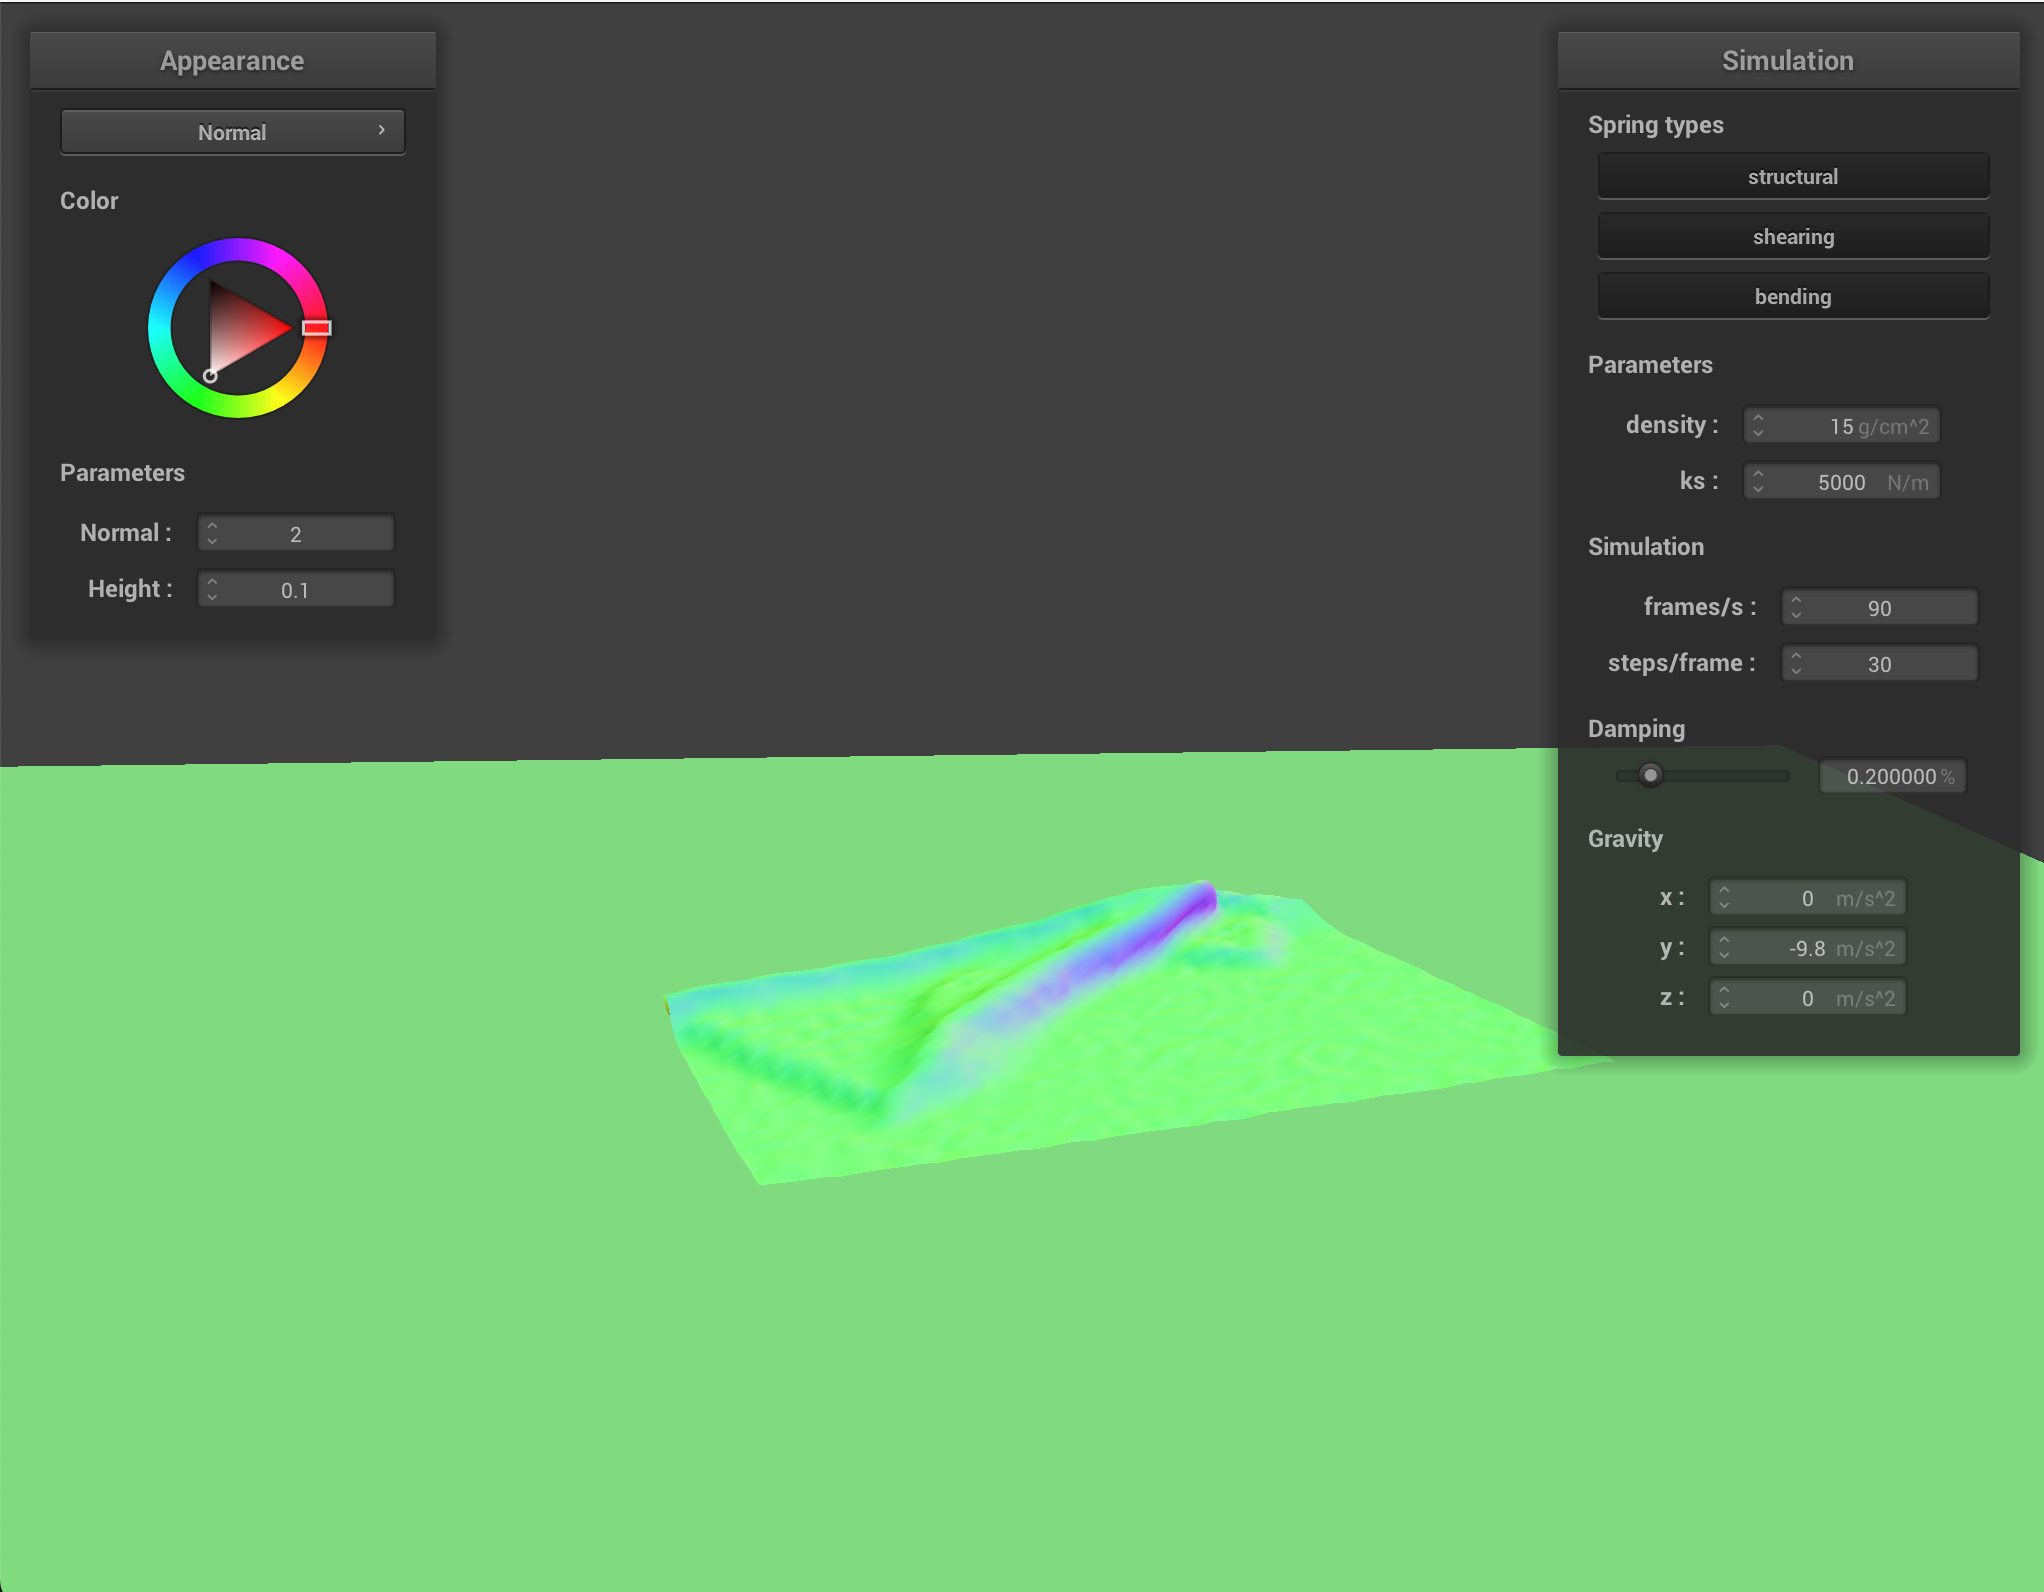 Appearance
Normal
Color
Parameters
Normal : 2
Height : 0.1
Simulation
Spring types
structural
shearing
bending
Parameters
density : 15 g/cm^2
ks : 5000 N/m
Simulation
frames/s : 90
steps/frame : 30
Damping
0.200000 %
Gravity
x : 0 m/s^2
y : -9.8 m/s^2
z : 0 m/s^2